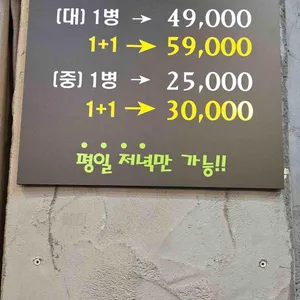 (대) 1병 → 49,000
1+1 → 59,000
(중) 1병 → 25,000
1+1 → 30,000
평일 저녁만 가능!!